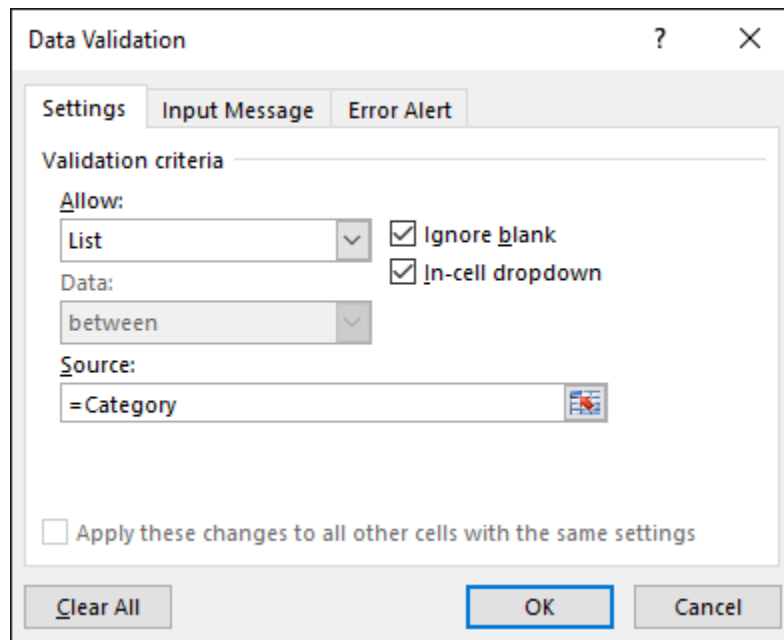 Data Validation ?
Settings Input Message Error Alert
Validation criteria
Allow:
List
Ignore blank
In-cell dropdown
Data:
between
Source:
=Category
Apply these changes to all other cells with the same settings
Clear All OK Cancel